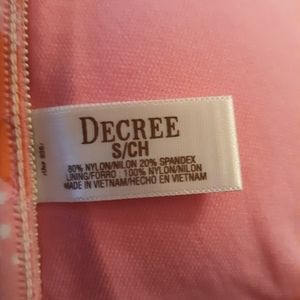 DECREE
S/CH
80% NYLON/NILON 20% SPANDEX
LINING/FORRO : 100% NYLON/NILON
MADE IN VIETNAM/HECHO EN VIETNAM